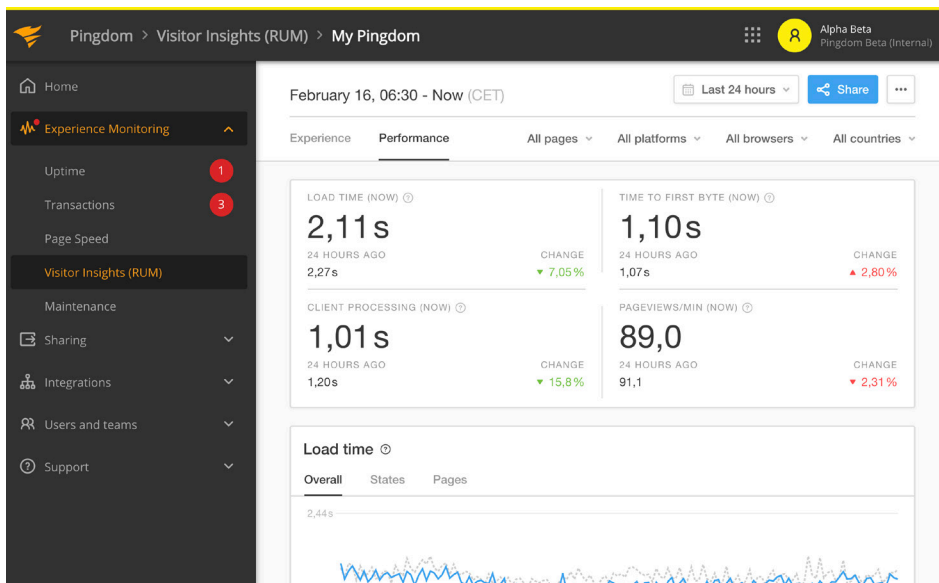 Pingdom > Visitor Insights (RUM) > My Pingdom
Alpha Beta
Pingdom Beta (Internal)
Home
Experience Monitoring
Uptime 1
Transactions 3
Page Speed
Visitor Insights (RUM)
Maintenance
Sharing
Integrations
Users and teams
Support
February 16, 06:30 - Now (CET)
Last 24 hours
Share
Experience Performance All pages All platforms All browsers All countries
LOAD TIME (NOW)
2,11 s
24 HOURS AGO CHANGE
2,27s ▼ 7,05%
TIME TO FIRST BYTE (NOW)
1,10 s
24 HOURS AGO CHANGE
1,07s ▲ 2,80%
CLIENT PROCESSING (NOW)
1,01 s
24 HOURS AGO CHANGE
1,20s ▼ 15,8%
PAGEVIEWS/MIN (NOW)
89,0
24 HOURS AGO CHANGE
91,1 ▼ 2,31%
Load time
Overall States Pages
2,44s